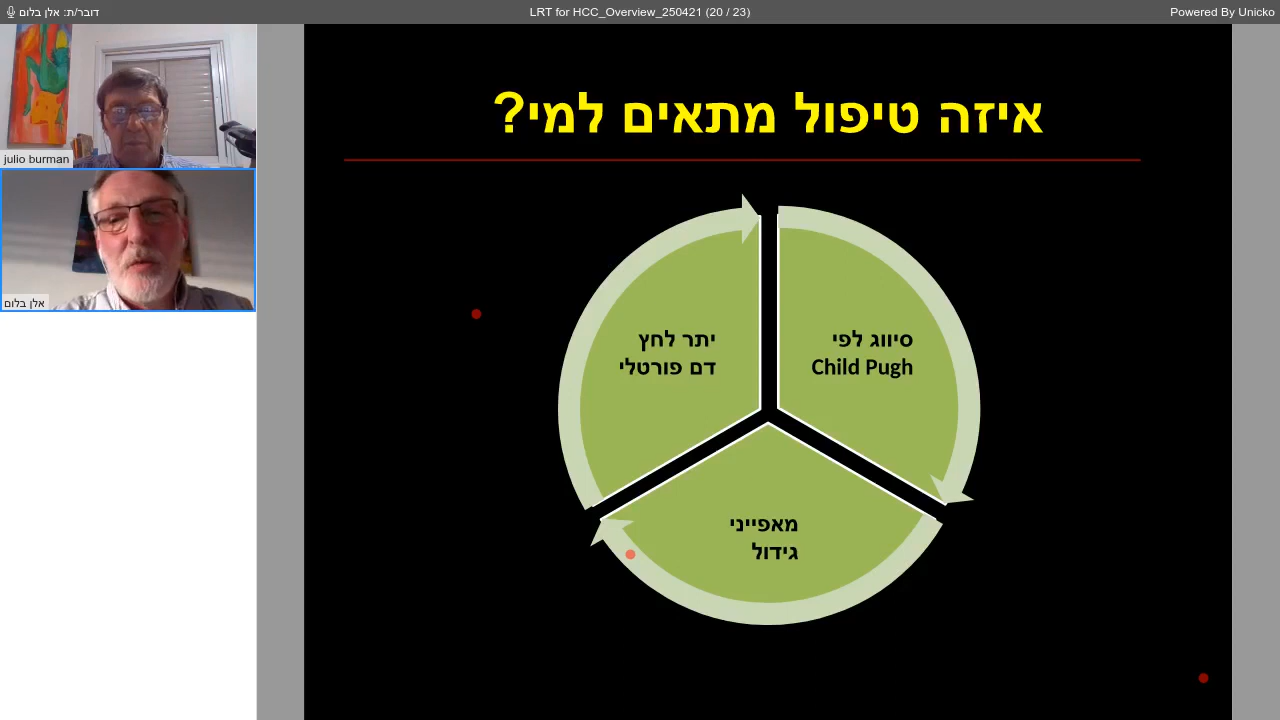 דובר/ת: אלן בלום
LRT for HCC_Overview_250421 (20 / 23)
Powered By Unicko
julio burman
אלן בלום
איזה טיפול מתאים למי?
סיווג לפי
Child Pugh
יתר לחץ
דם פורטלי
מאפייני
גידול